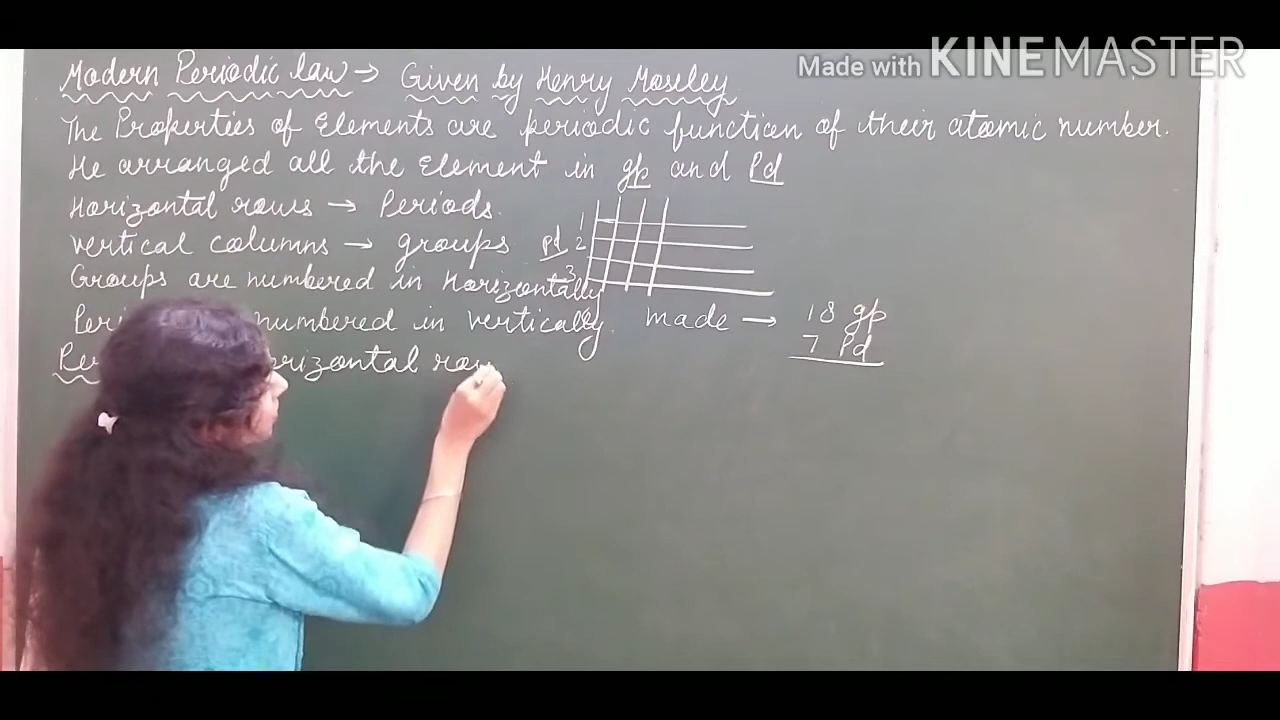 Made with KINEMASTER
Modern Periodic law → Given by Henry Moseley
The Properties of Elements are periodic function of their atomic number.
He arranged all the Element in gp and Pd
Horizontal rows → Periods.
vertical columns → groups
Pd 1 2 3
Groups are numbered in Horizontally
numbered in vertically. made → 18 gp
7 Pd
row